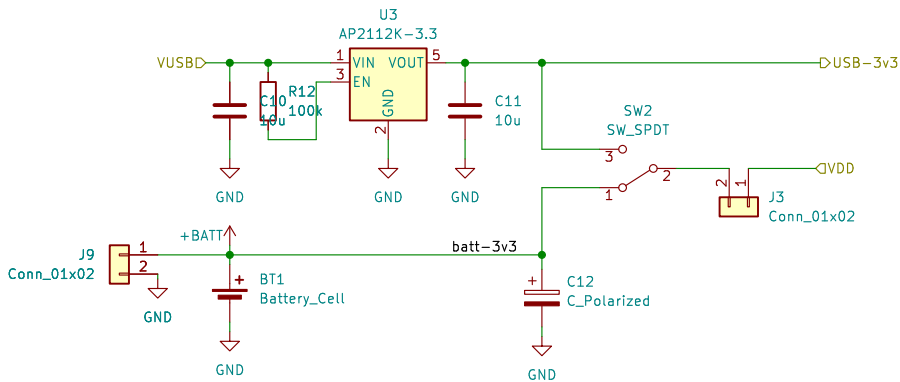 U3
AP2112K-3.3
VUSB
1
VIN
VOUT
5
USB-3v3
3
EN
R12
100k
C10
10u
GND
2
C11
10u
SW2
SW_SPDT
3
GND
GND
GND
2
1
2
1
VDD
J3
Conn_01x02
+BATT
batt-3v3
J9
Conn_01x02
1
2
+
BT1
Battery_Cell
+
C12
C_Polarized
GND
GND
GND